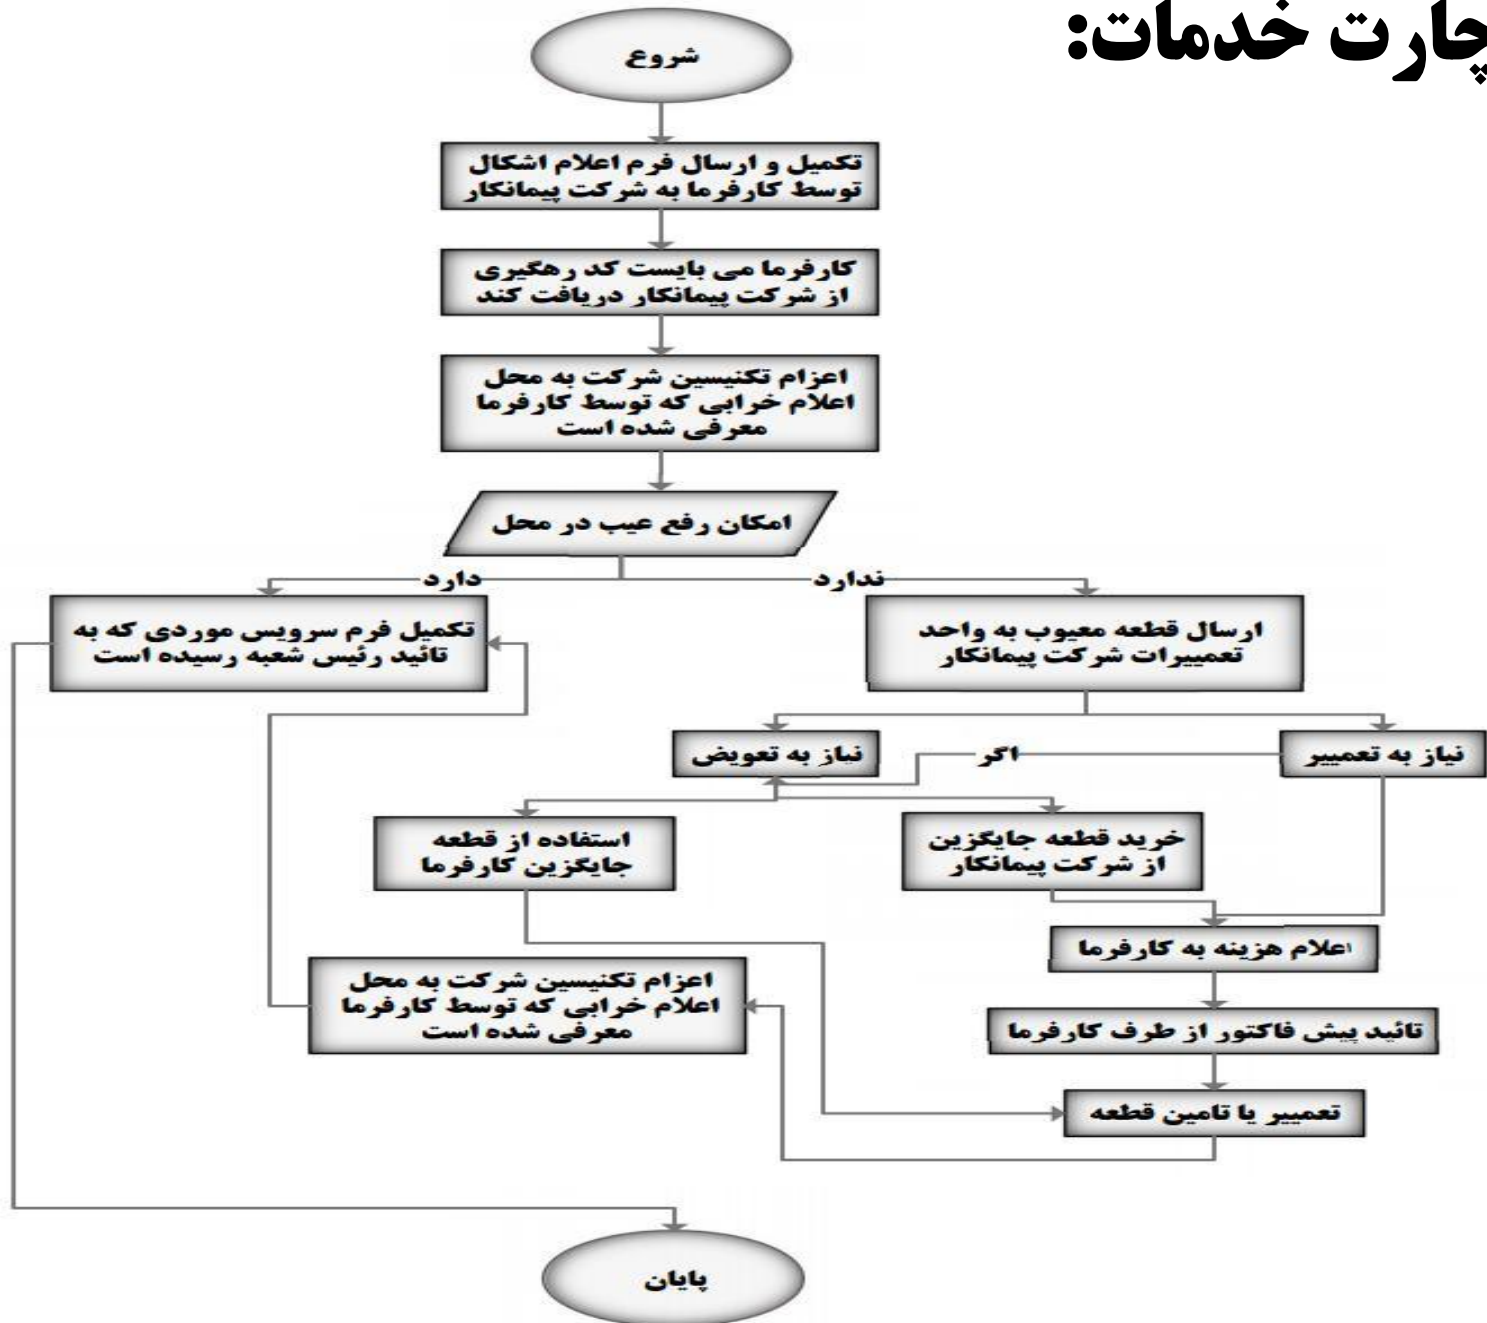 چارت خدمات:
شروع
تکمیل و ارسال فرم اعلام اشکال
توسط کارفرما به شرکت پیمانکار
کارفرما می بایست کد رهگیری
از شرکت پیمانکار دریافت کند
اعزام تکنیسین شرکت به محل
اعلام خرابی که توسط کارفرما
معرفی شده است
امکان رفع عیب در محل
ندارد
دارد
ارسال قطعه معیوب به واحد
تعمییرات شرکت پیمانکار
تکمیل فرم سرویس موردی که به
تائید رئیس شعبه رسیده است
نیاز به تعمییر
اگر
نیاز به تعویض
خرید قطعه جایگزین
از شرکت پیمانکار
استفاده از قطعه
جایگزین کارفرما
اعلام هزینه به کارفرما
اعزام تکنیسین شرکت به محل
اعلام خرابی که توسط کارفرما
معرفی شده است
تائید پیش فاکتور از طرف کارفرما
تعمییر یا تامین قطعه
پایان